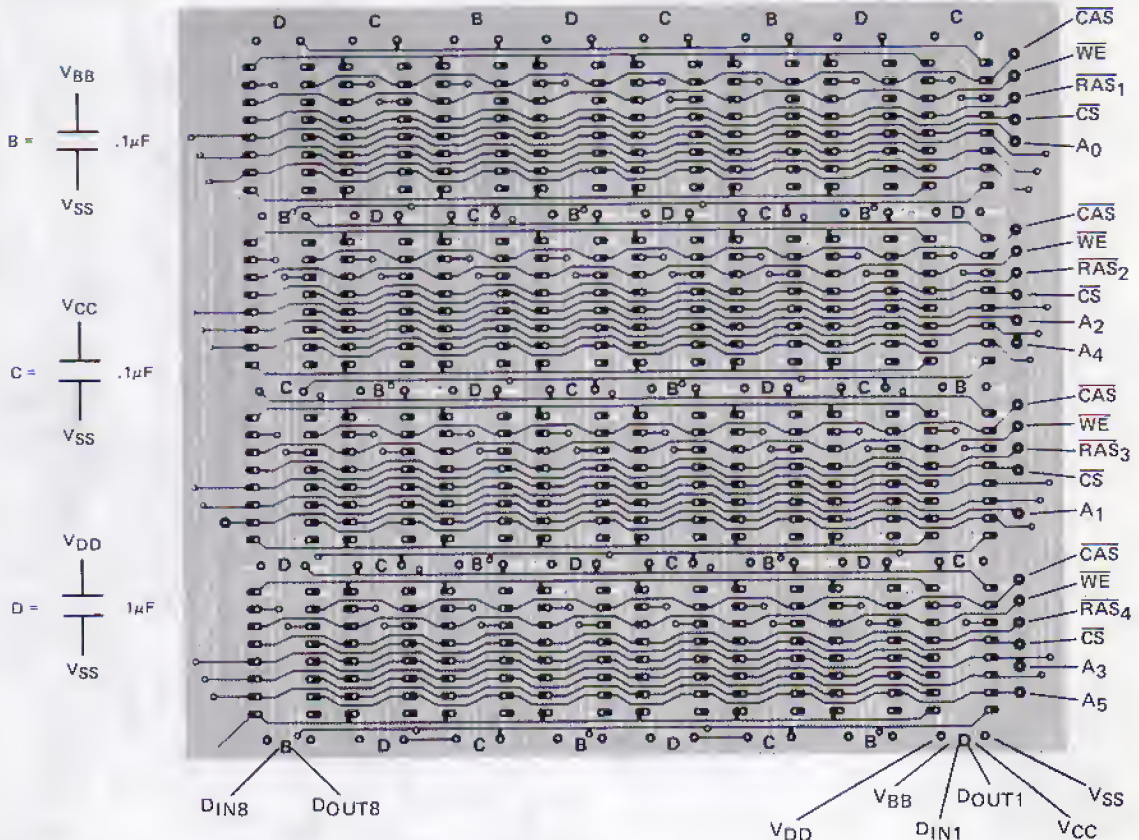 D C B D C B D C
CAS
WE
RAS1
CS
A0
VBB
B = .1µF
VSS
B D C B D C B D
CAS
WE
RAS2
CS
A2
A4
VCC
C = .1µF
VSS
C B D C B D C B
CAS
WE
RAS3
CS
A1
VDD
D = 1µF
VSS
D C B D C B D C
CAS
WE
RAS4
CS
A3
A5
B D C B D C B D
DIN8 DOUT8
VDD VBB DIN1 DOUT1 VCC VSS